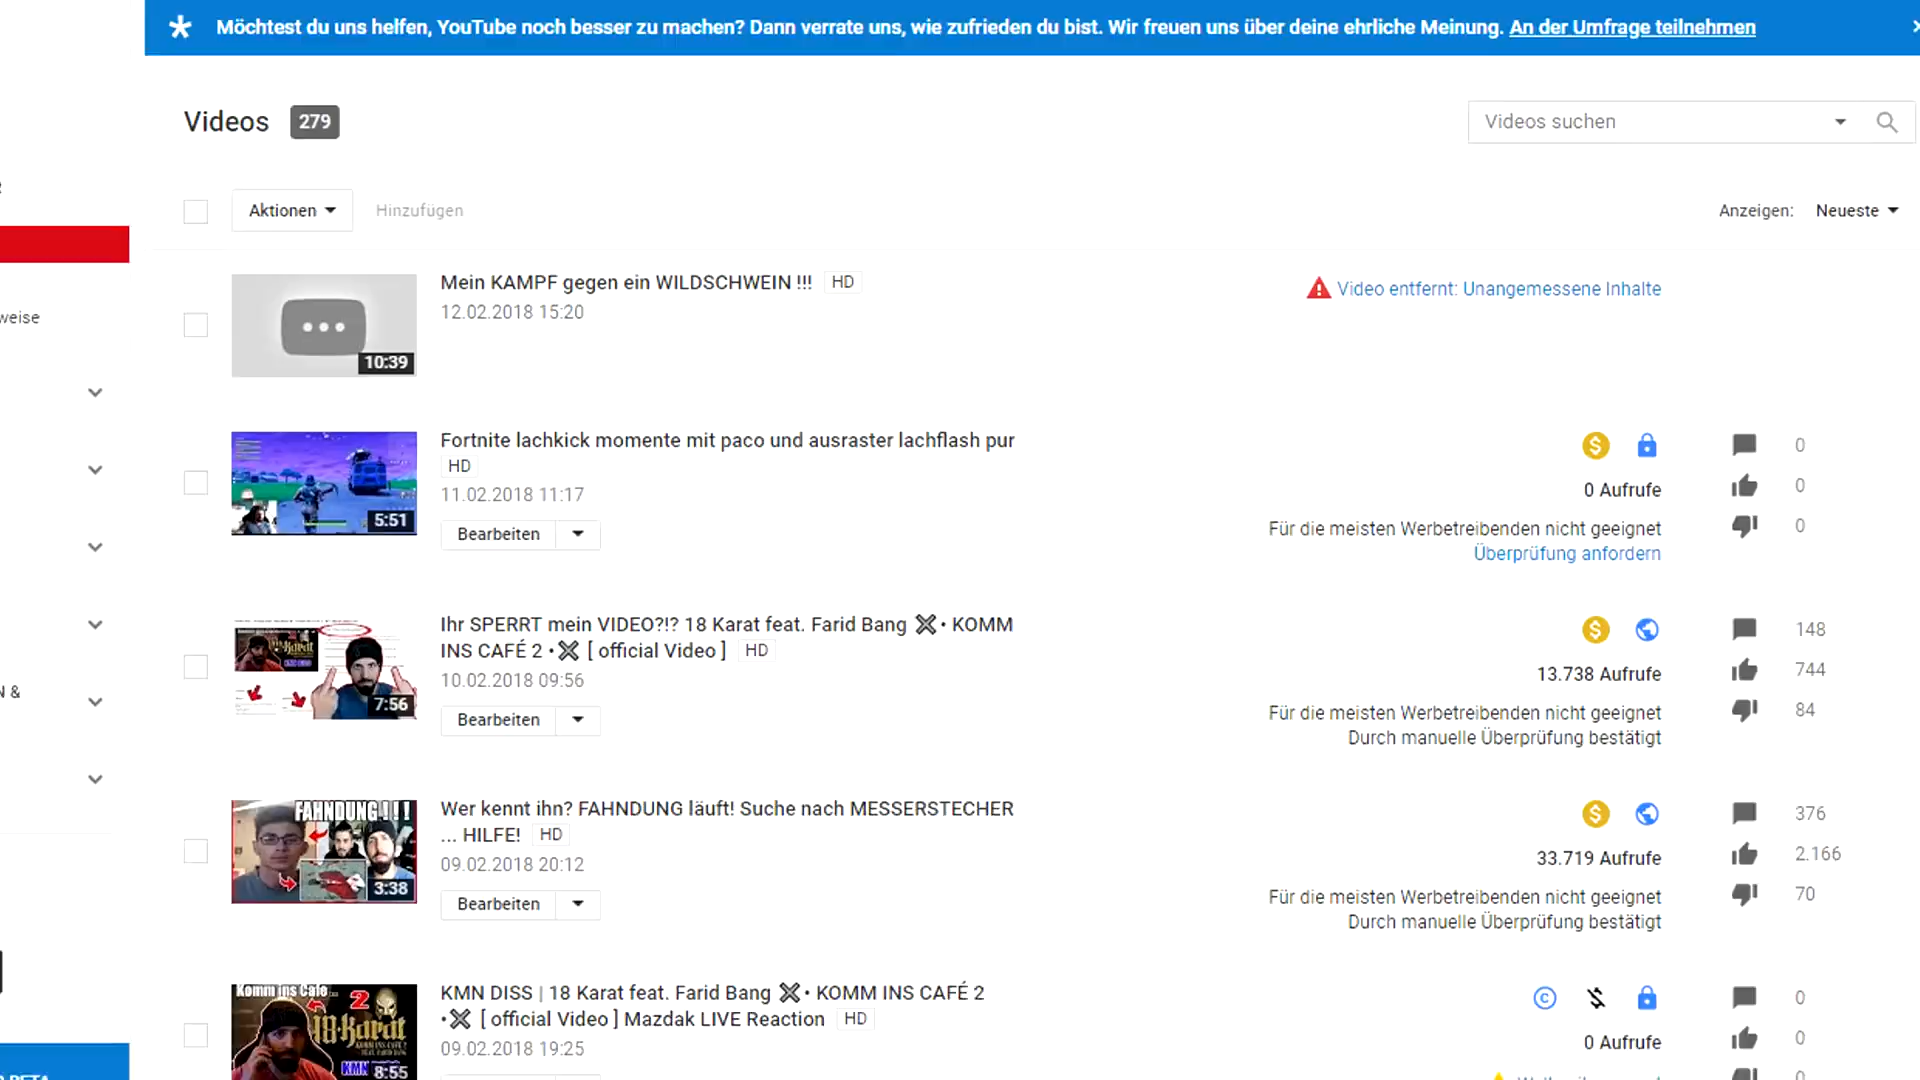 Möchtest du uns helfen, YouTube noch besser zu machen? Dann verrate uns, wie zufrieden du bist. Wir freuen uns über deine ehrliche Meinung. An der Umfrage teilnehmen
Videos 279
Videos suchen
Aktionen
Hinzufügen
Anzeigen: Neueste
weise
N &
BETA
10:39
Mein KAMPF gegen ein WILDSCHWEIN !!! HD
12.02.2018 15:20
Video entfernt: Unangemessene Inhalte
5:51
Fortnite lachkick momente mit paco und ausraster lachflash pur
HD
11.02.2018 11:17
Bearbeiten
0 Aufrufe
Für die meisten Werbetreibenden nicht geeignet
Überprüfung anfordern
0
0
0
18 Karat
7:56
Ihr SPERRT mein VIDEO?!? 18 Karat feat. Farid Bang ✖• KOMM
INS CAFÉ 2 •✖ [ official Video ] HD
10.02.2018 09:56
Bearbeiten
13.738 Aufrufe
Für die meisten Werbetreibenden nicht geeignet
Durch manuelle Überprüfung bestätigt
148
744
84
FAHNDUNG!!!!
3:38
Wer kennt ihn? FAHNDUNG läuft! Suche nach MESSERSTECHER
... HILFE! HD
09.02.2018 20:12
Bearbeiten
33.719 Aufrufe
Für die meisten Werbetreibenden nicht geeignet
Durch manuelle Überprüfung bestätigt
376
2.166
70
Komm ins Cafe
2
18 Karat
KMN
8:55
KMN DISS | 18 Karat feat. Farid Bang ✖• KOMM INS CAFÉ 2
•✖ [ official Video ] Mazdak LIVE Reaction HD
09.02.2018 19:25
0 Aufrufe
0
0